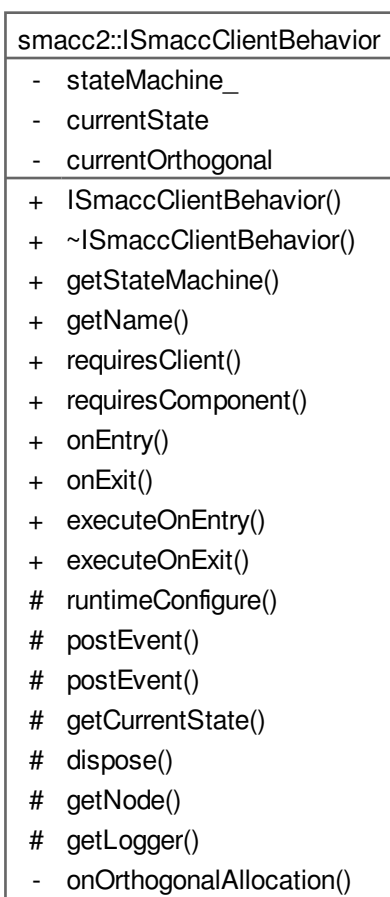 smacc2::ISmaccClientBehavior
- stateMachine_
- currentState
- currentOrthogonal
+ ISmaccClientBehavior()
+ ~ISmaccClientBehavior()
+ getStateMachine()
+ getName()
+ requiresClient()
+ requiresComponent()
+ onEntry()
+ onExit()
+ executeOnEntry()
+ executeOnExit()
# runtimeConfigure()
# postEvent()
# postEvent()
# getCurrentState()
# dispose()
# getNode()
# getLogger()
- onOrthogonalAllocation()